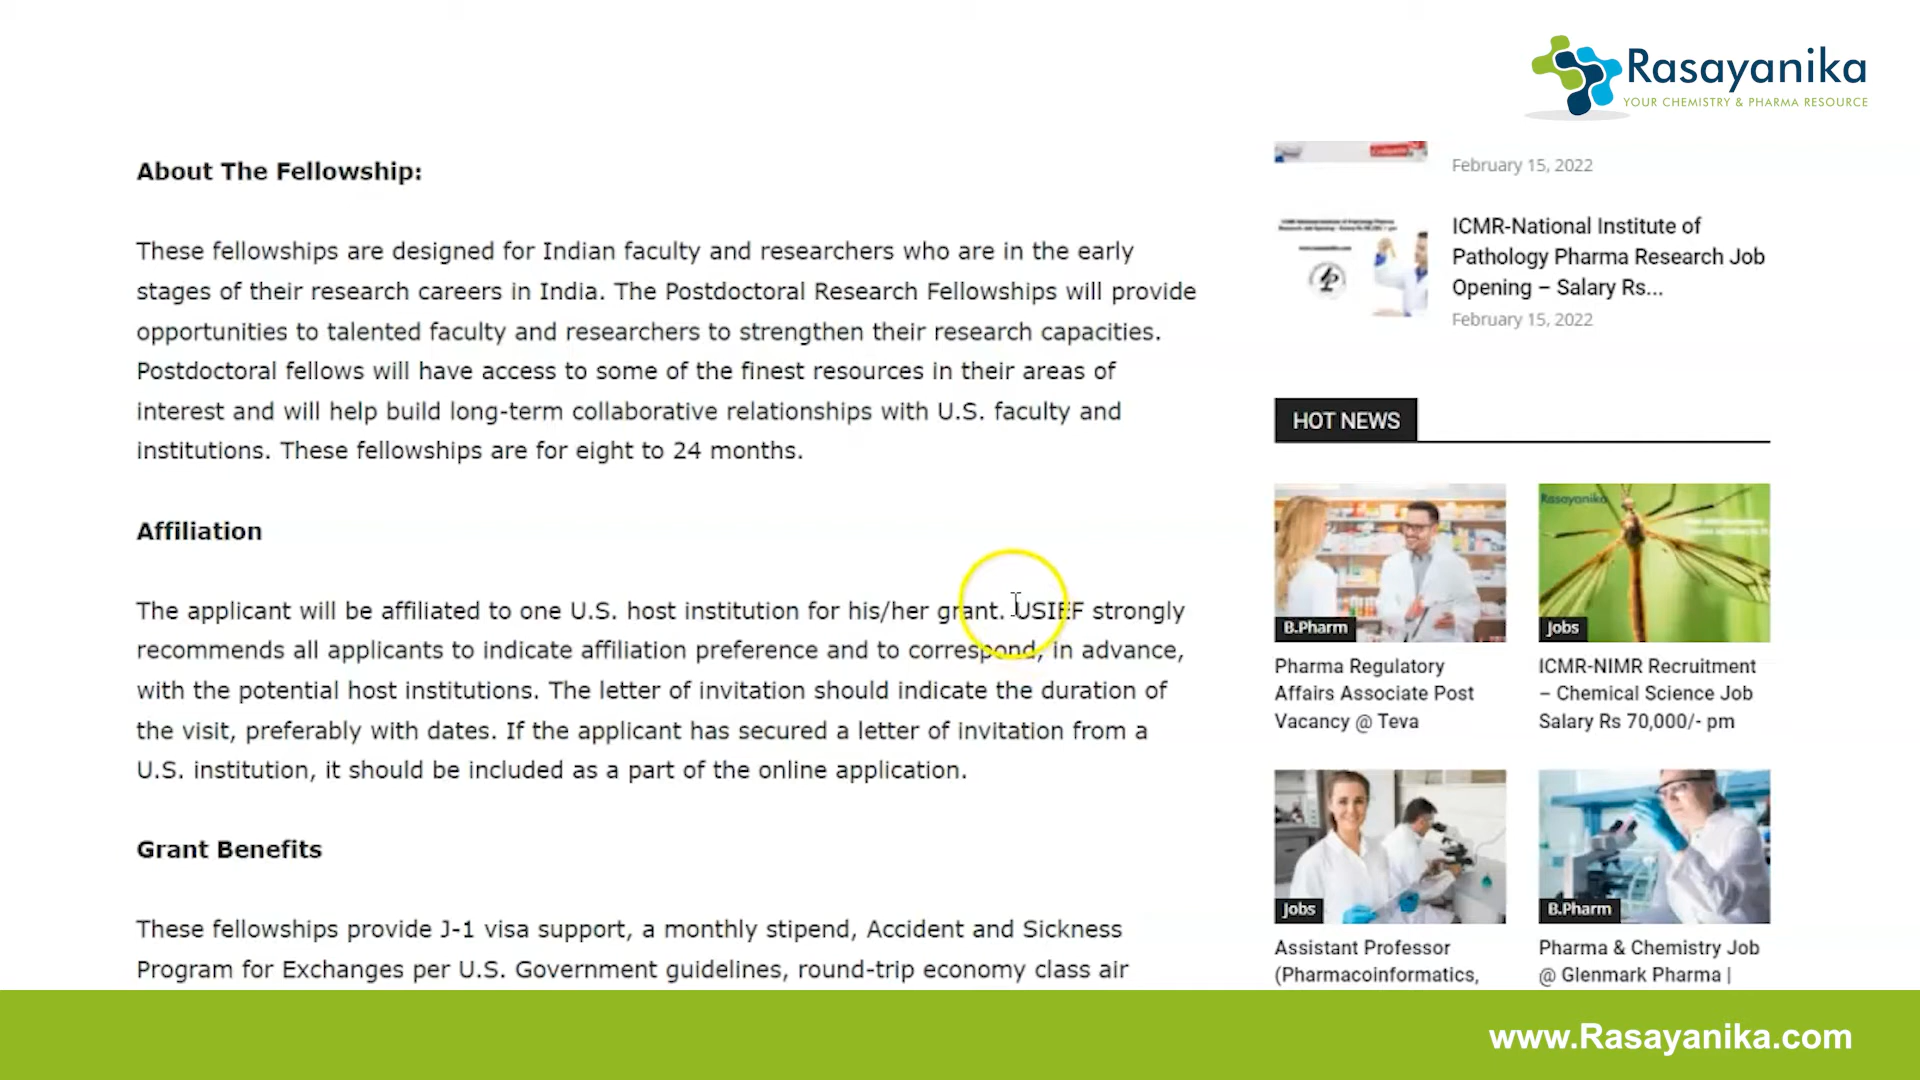 Rasayanika
YOUR CHEMISTRY & PHARMA RESOURCE
About The Fellowship:
These fellowships are designed for Indian faculty and researchers who are in the early
stages of their research careers in India. The Postdoctoral Research Fellowships will provide
opportunities to talented faculty and researchers to strengthen their research capacities.
Postdoctoral fellows will have access to some of the finest resources in their areas of
interest and will help build long-term collaborative relationships with U.S. faculty and
institutions. These fellowships are for eight to 24 months.
Affiliation
The applicant will be affiliated to one U.S. host institution for his/her grant. USIEF strongly
recommends all applicants to indicate affiliation preference and to correspond, in advance,
with the potential host institutions. The letter of invitation should indicate the duration of
the visit, preferably with dates. If the applicant has secured a letter of invitation from a
U.S. institution, it should be included as a part of the online application.
Grant Benefits
These fellowships provide J-1 visa support, a monthly stipend, Accident and Sickness
Program for Exchanges per U.S. Government guidelines, round-trip economy class air
February 15, 2022
ICMR-National Institute of
Pathology Pharma Research Job
Opening – Salary Rs...
February 15, 2022
HOT NEWS
B.Pharm
Pharma Regulatory
Affairs Associate Post
Vacancy @ Teva
Rasayanika
Jobs
ICMR-NIMR Recruitment
– Chemical Science Job
Salary Rs 70,000/- pm
Jobs
Assistant Professor
(Pharmacoinformatics,
B.Pharm
Pharma & Chemistry Job
@ Glenmark Pharma |
www.Rasayanika.com